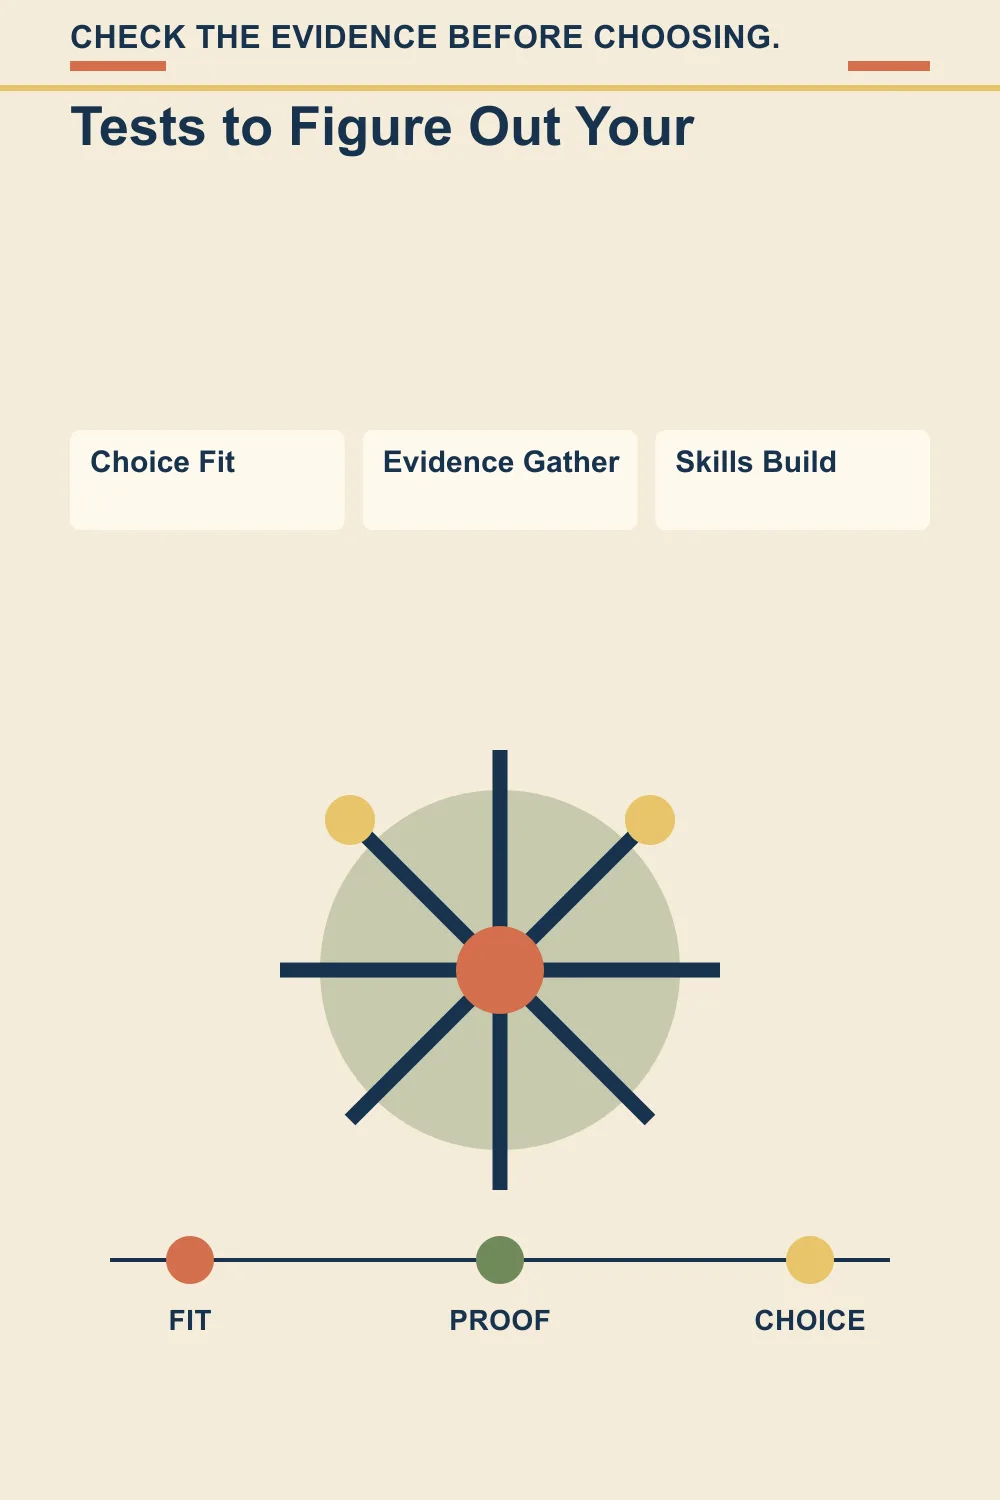 CHECK THE EVIDENCE BEFORE CHOOSING.
Tests to Figure Out Your
Choice Fit
Evidence Gather
Skills Build
FIT
PROOF
CHOICE